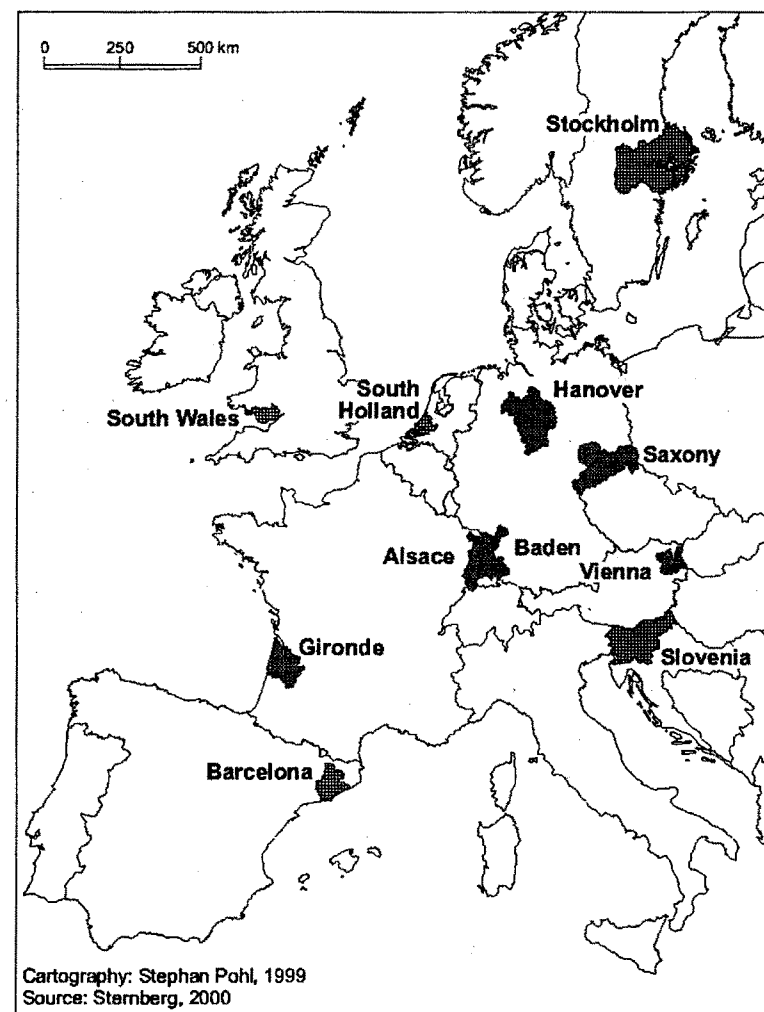 0 250 500 km
Stockholm
South
Holland
Hanover
South Wales
Saxony
Alsace
Baden
Vienna
Gironde
Slovenia
Barcelona
Cartography: Stephan Pohl, 1999
Source: Sternberg, 2000